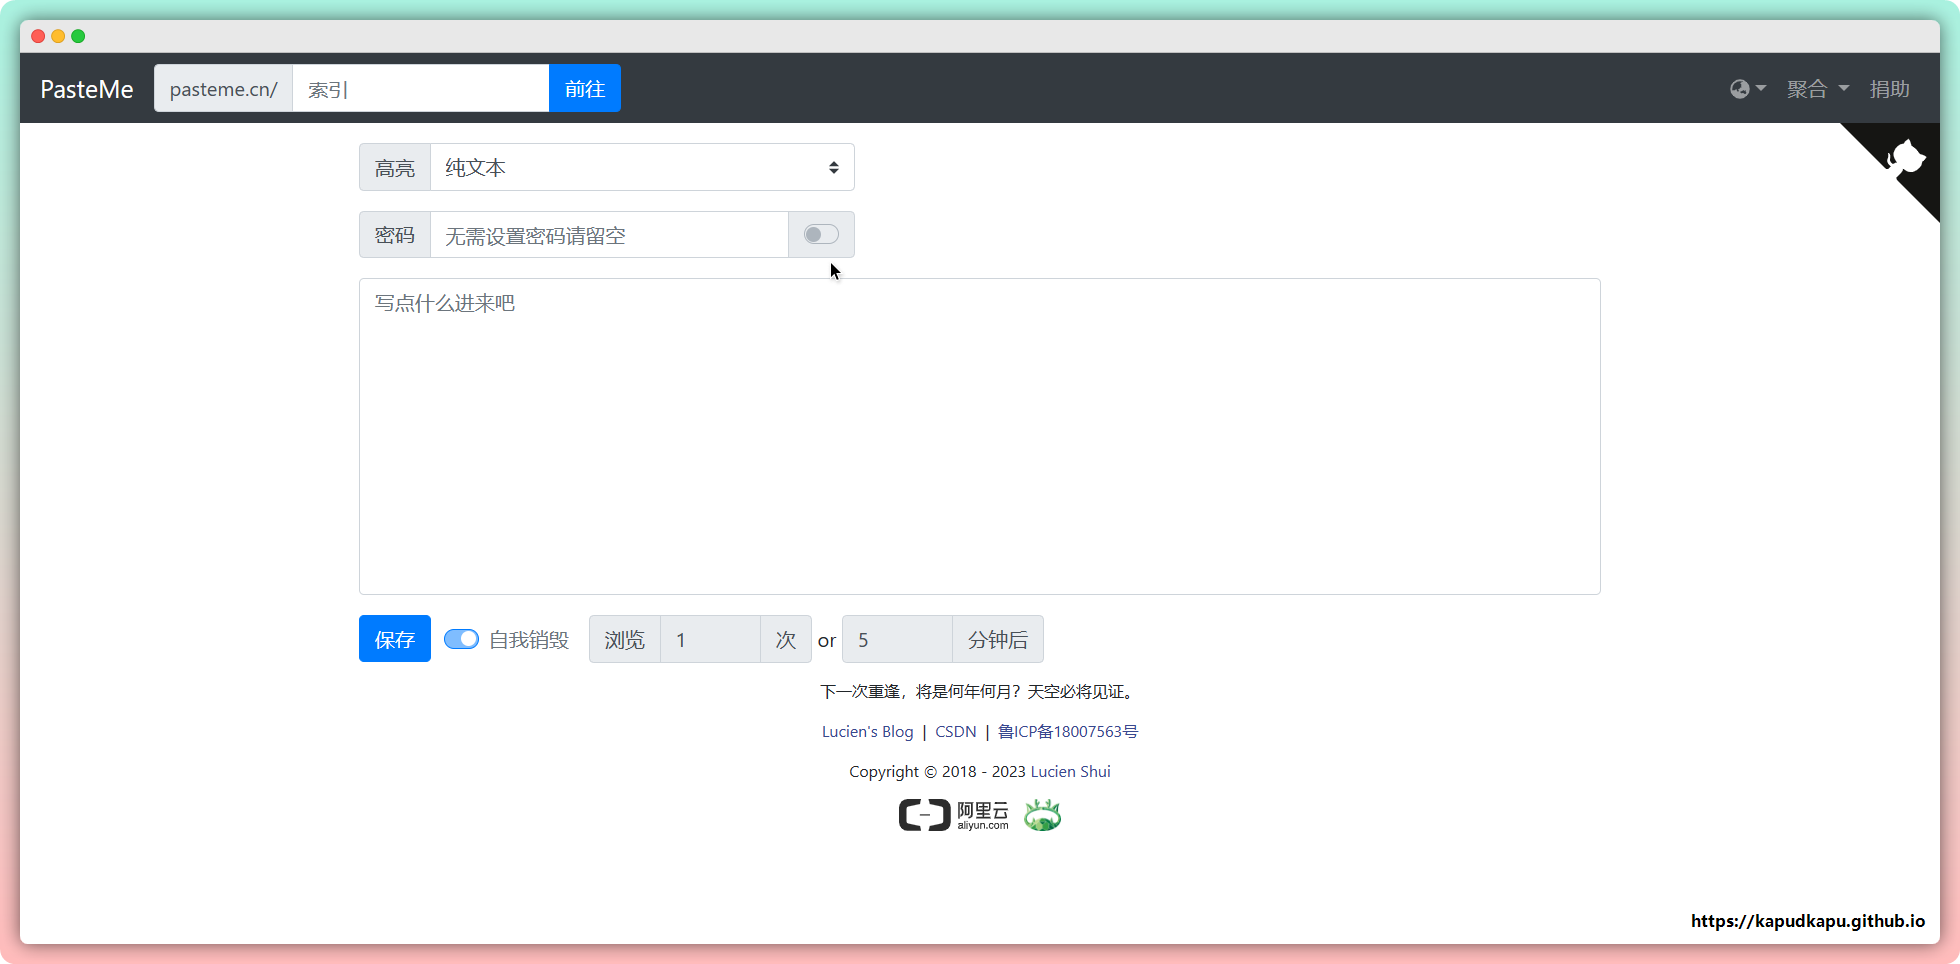 PasteMe pasteme.cn/ 索引 前往 聚合 捐助
高亮 纯文本
密码 无需设置密码请留空
写点什么进来吧
保存 自我销毁 浏览 1 次 or 5 分钟后
下一次重逢，将是何年何月？天空必将见证。
Lucien's Blog | CSDN | 鲁ICP备18007563号
Copyright © 2018 - 2023 Lucien Shui
阿里云
aliyun.com
https://kapudkapu.github.io